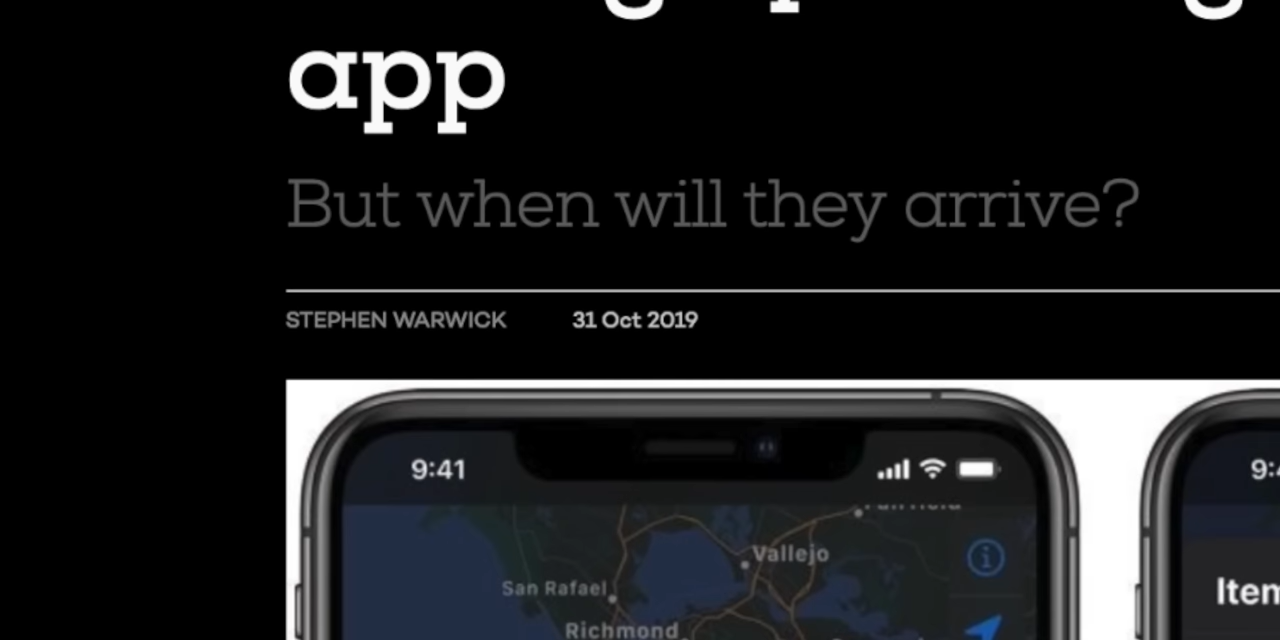 app
But when will they arrive?
STEPHEN WARWICK 31 Oct 2019
9:41
Vallejo
San Rafael
Richmond